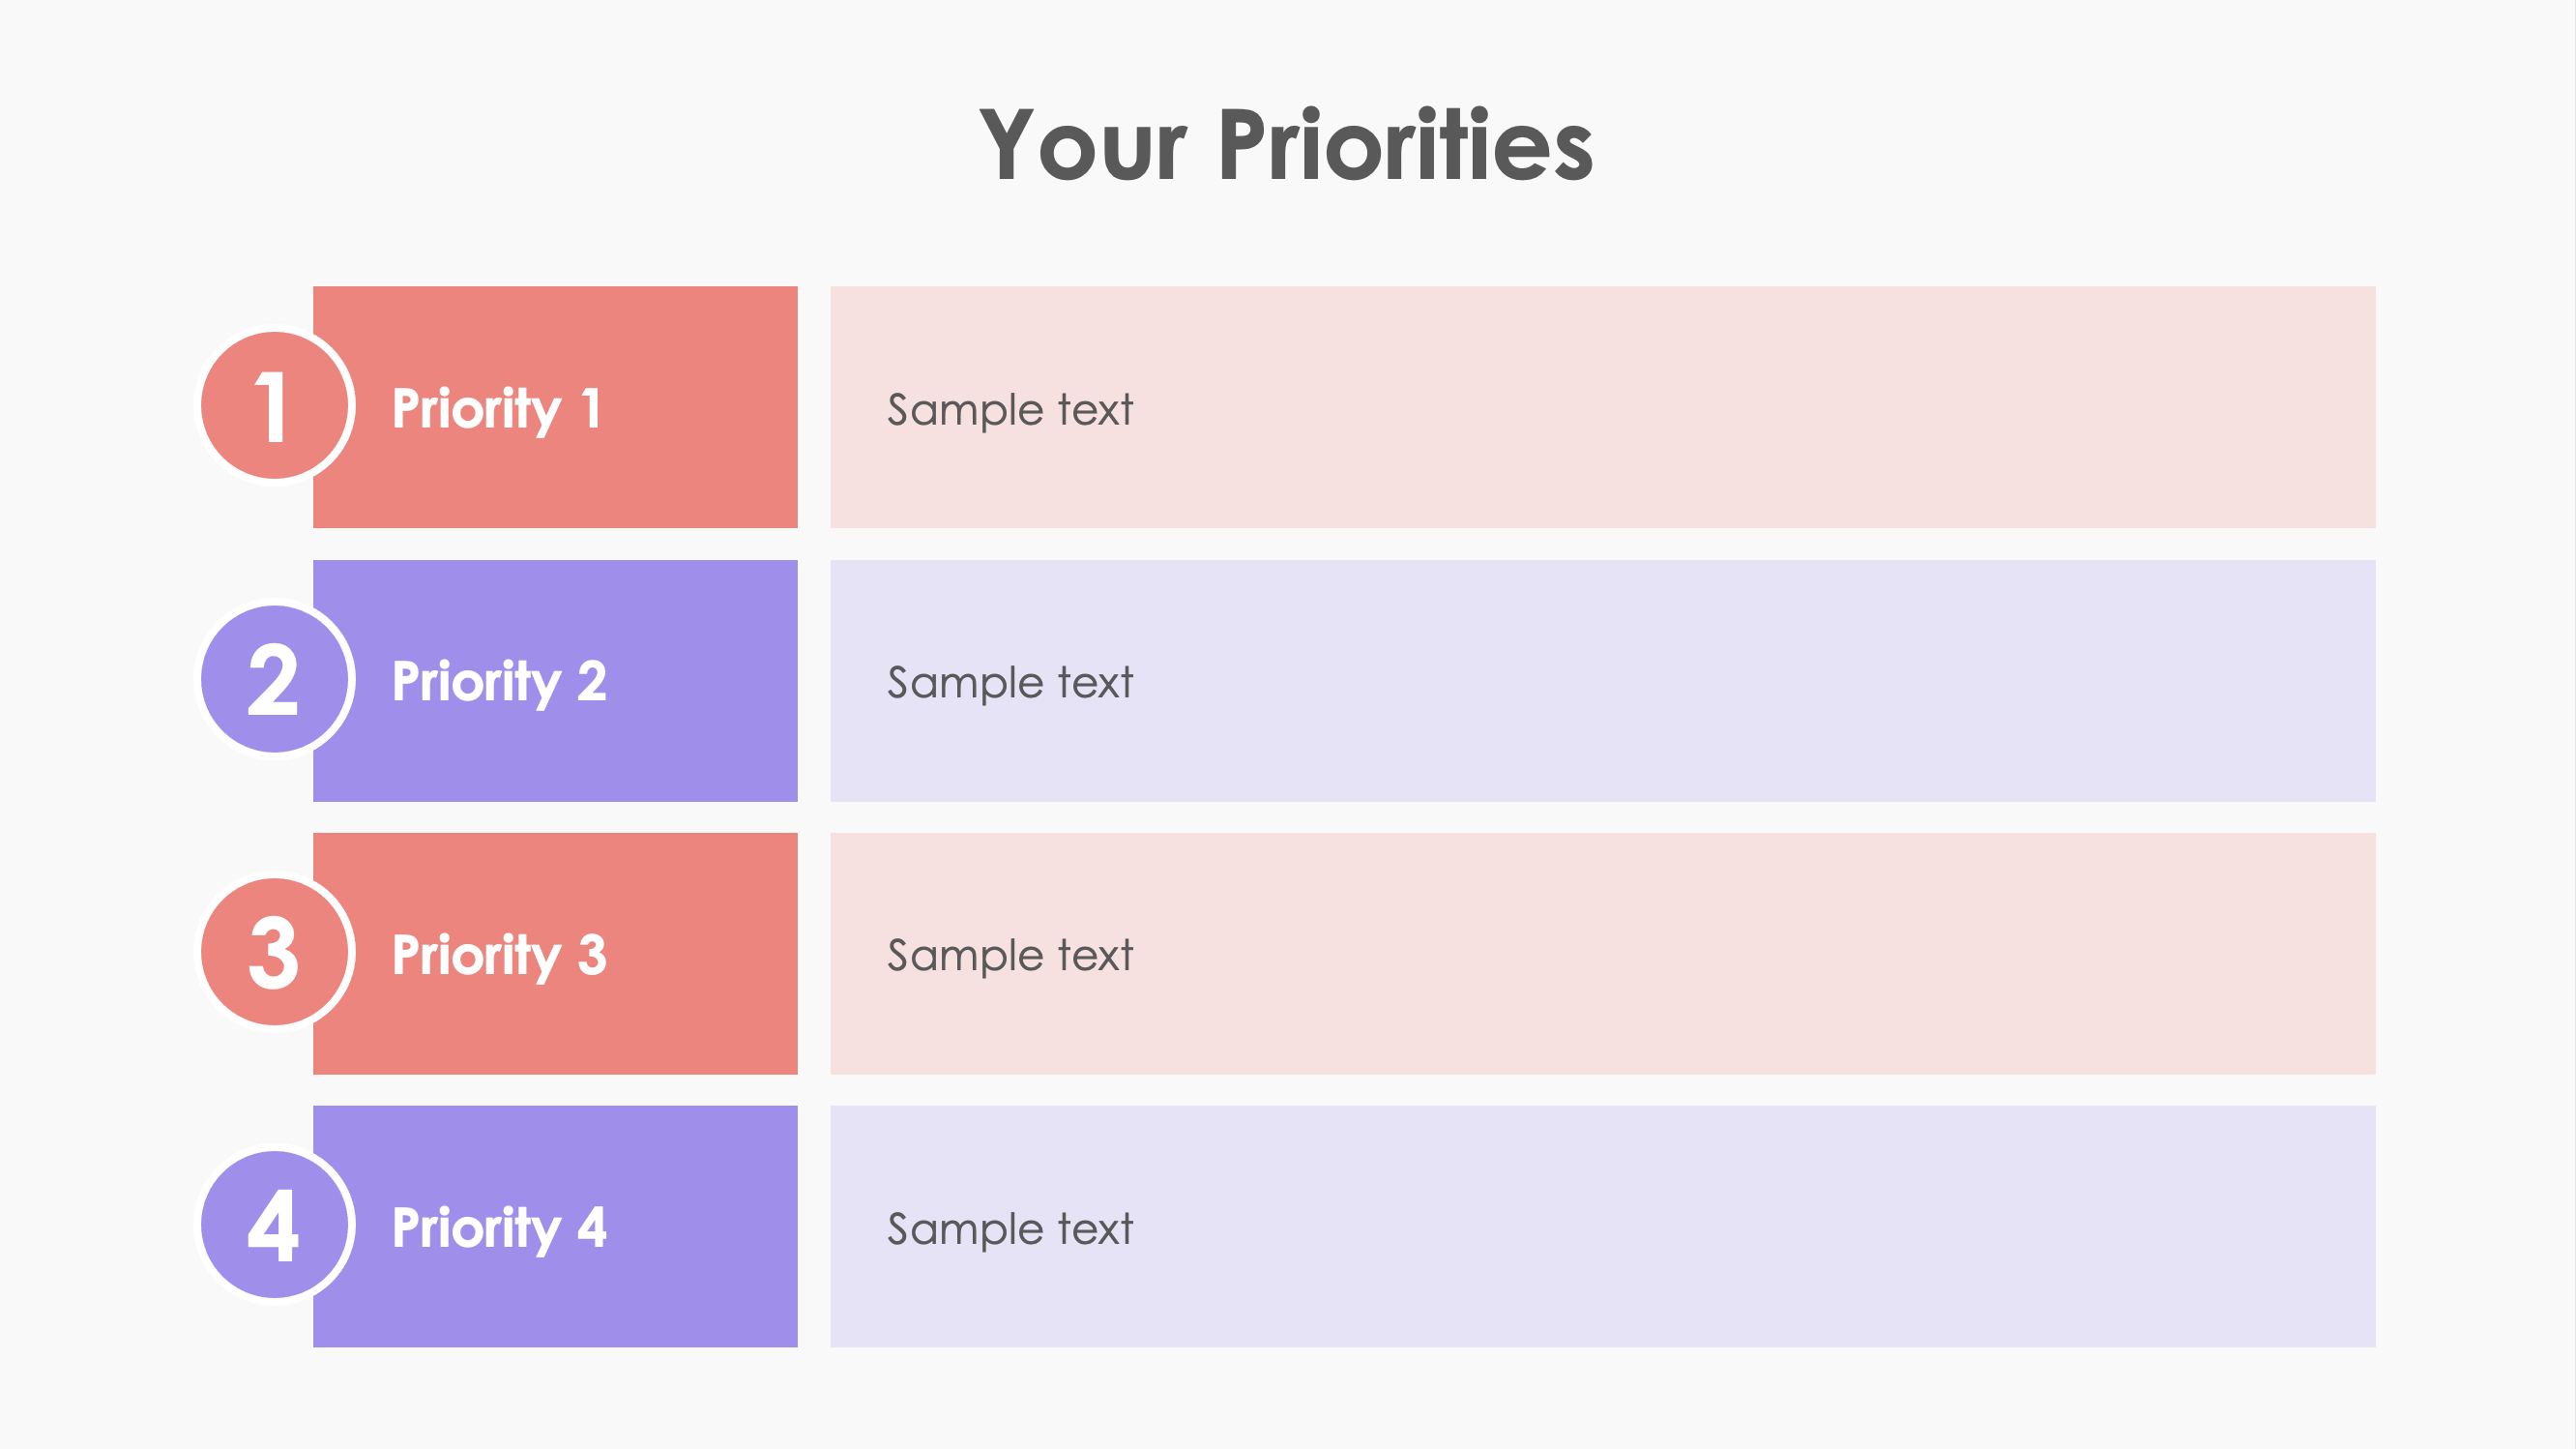 Your Priorities
1 Priority 1 Sample text
2 Priority 2 Sample text
3 Priority 3 Sample text
4 Priority 4 Sample text